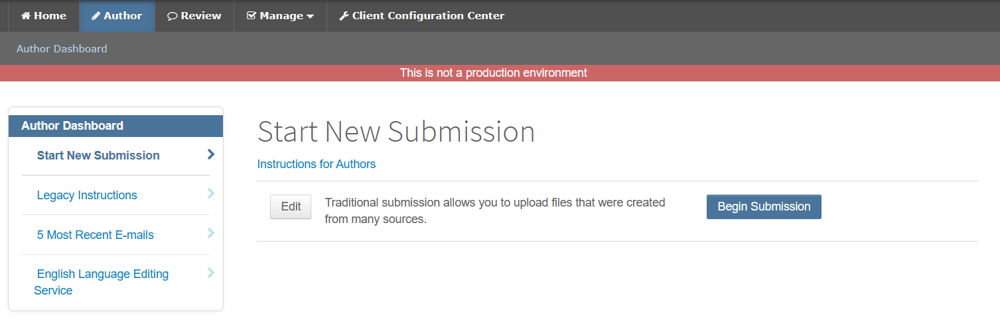 Home Author Review Manage Client Configuration Center
Author Dashboard
This is not a production environment
Author Dashboard
Start New Submission
Legacy Instructions
5 Most Recent E-mails
English Language Editing
Service
Start New Submission
Instructions for Authors
Edit
Traditional submission allows you to upload files that were created
from many sources.
Begin Submission